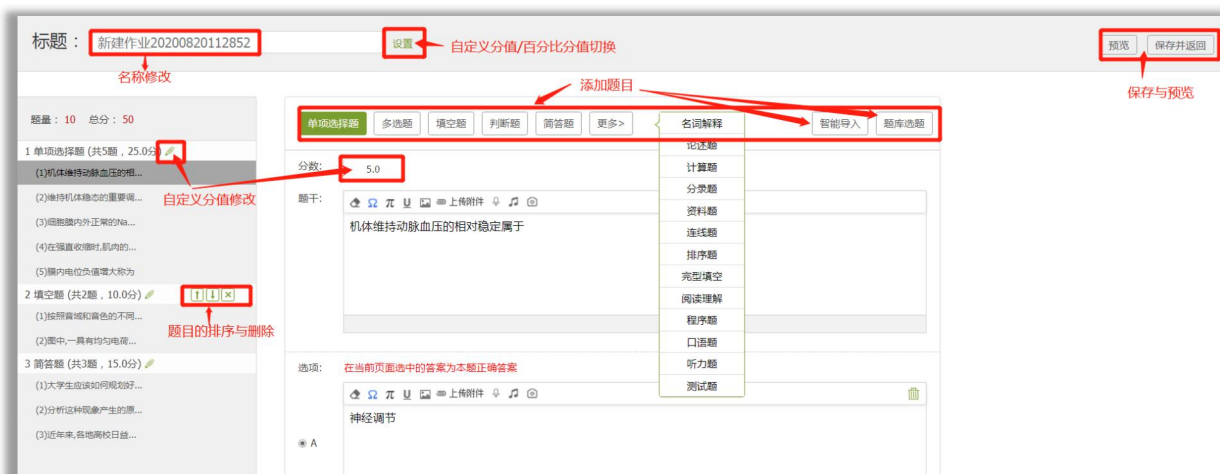 标题： 新建作业20200820112852 设置 自定义分值/百分比分值切换 预览 保存并返回
名称修改 添加题目 保存与预览
题量： 10 总分： 50
单项选择题 多选题 填空题 判断题 简答题 更多> 名词解释 智能导入 题库选题
论述题
计算题
分录题
资料题
连线题
排序题
完型填空
阅读理解
程序题
口语题
听力题
测试题
1 单项选择题 (共5题，25.0分)
(1)机体维持动脉血压的相...
(2)维持机体稳态的重要调...
(3)细胞膜内外正常的Na...
(4)在强直收缩时,肌肉的...
(5)膜内电位负值增大称为
自定义分值修改
2 填空题 (共2题，10.0分)
(1)按照音域和音色的不同...
(2)图中,一具有均匀电荷...
题目的排序与删除
3 简答题 (共3题，15.0分)
(1)大学生应该如何规划好...
(2)分析这种现象产生的原...
(3)近年来,各地高校日益...
分数： 5.0
题干： Ω π U 上传附件
机体维持动脉血压的相对稳定属于
选项： 在当前页面选中的答案为本题正确答案
Ω π U 上传附件
神经调节
A